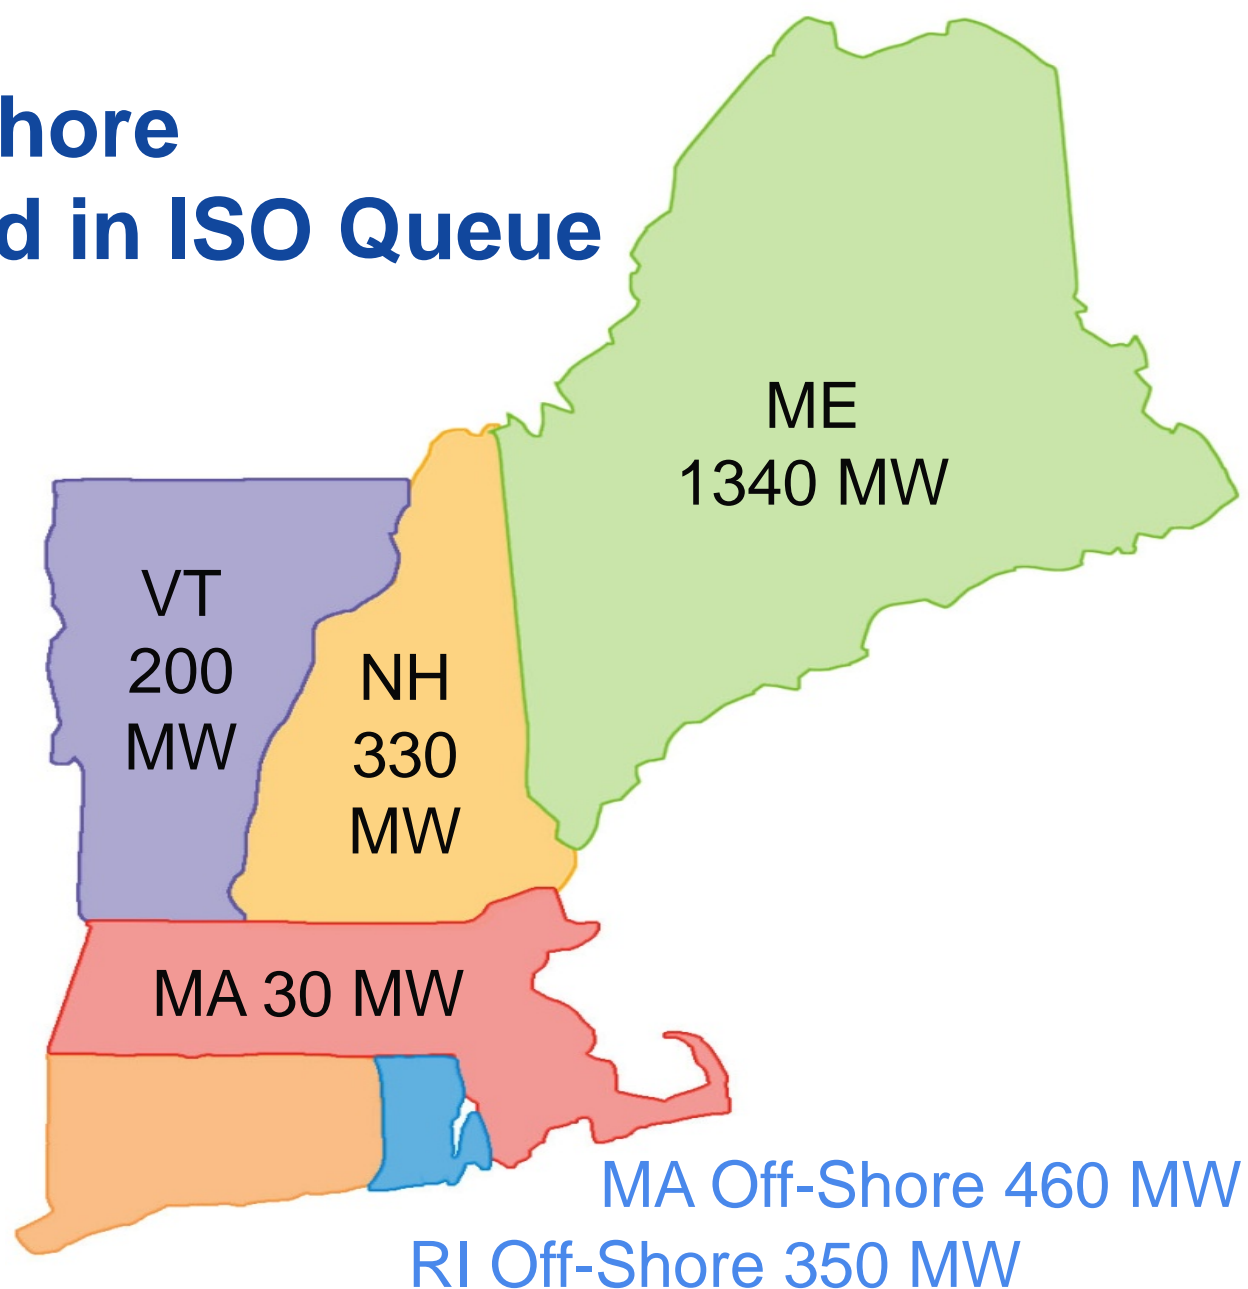 hore
d in ISO Queue
ME
1340 MW
VT
200
MW
NH
330
MW
MA 30 MW
MA Off-Shore 460 MW
RI Off-Shore 350 MW